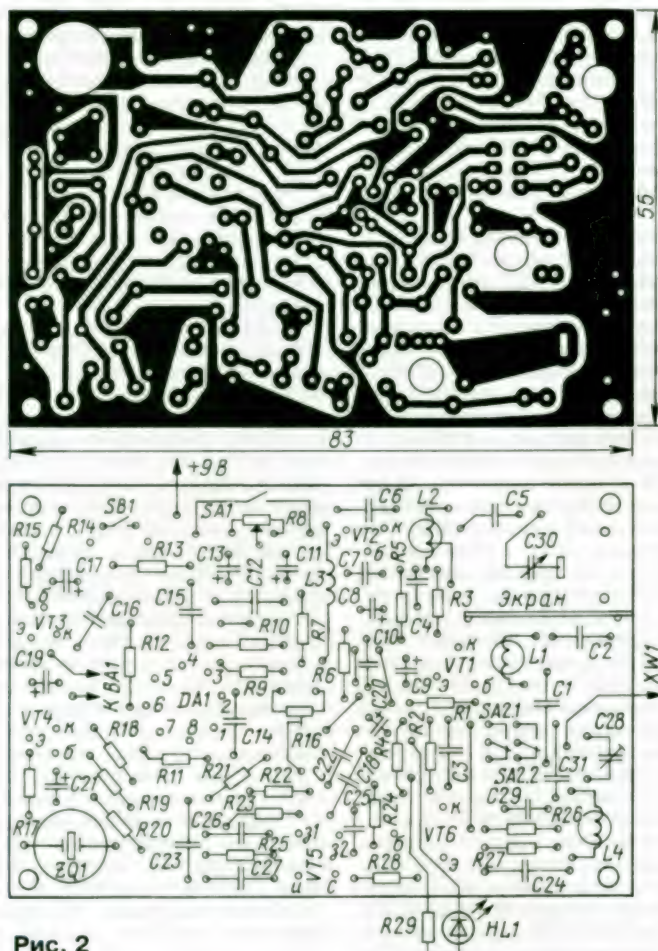 55
83
+9В
R15
R14
SB1
SA1
R8
C6
L2
C5
э
VT2
к
C30
R13
C13
C12
C11
C7
б
R5
C17
L3
C8
R3
б
C16
C15
C4
Экран
э
VT3
к
R10
R7
C10
VT1
к
C2
XW1
R12
4
L1
C19
К BA1
5
R9
3
R6
C9
э
б
C1
DA1
C20
R1
SA2.1
C28
VT4
к
6
2
э
R18
7
8
C14
1
R16
R4
R2
C3
SA2.2
C31
б
R11
R21
C22
C18
C21
R19
R22
C25
R24
к
C29
R26
R17
R20
R23
C26
з1
з2
VT6
L4
R25
б
R27
ZQ1
C23
C27
VT5
R28
э
C24
и
с
R29
HL1
Рис. 2